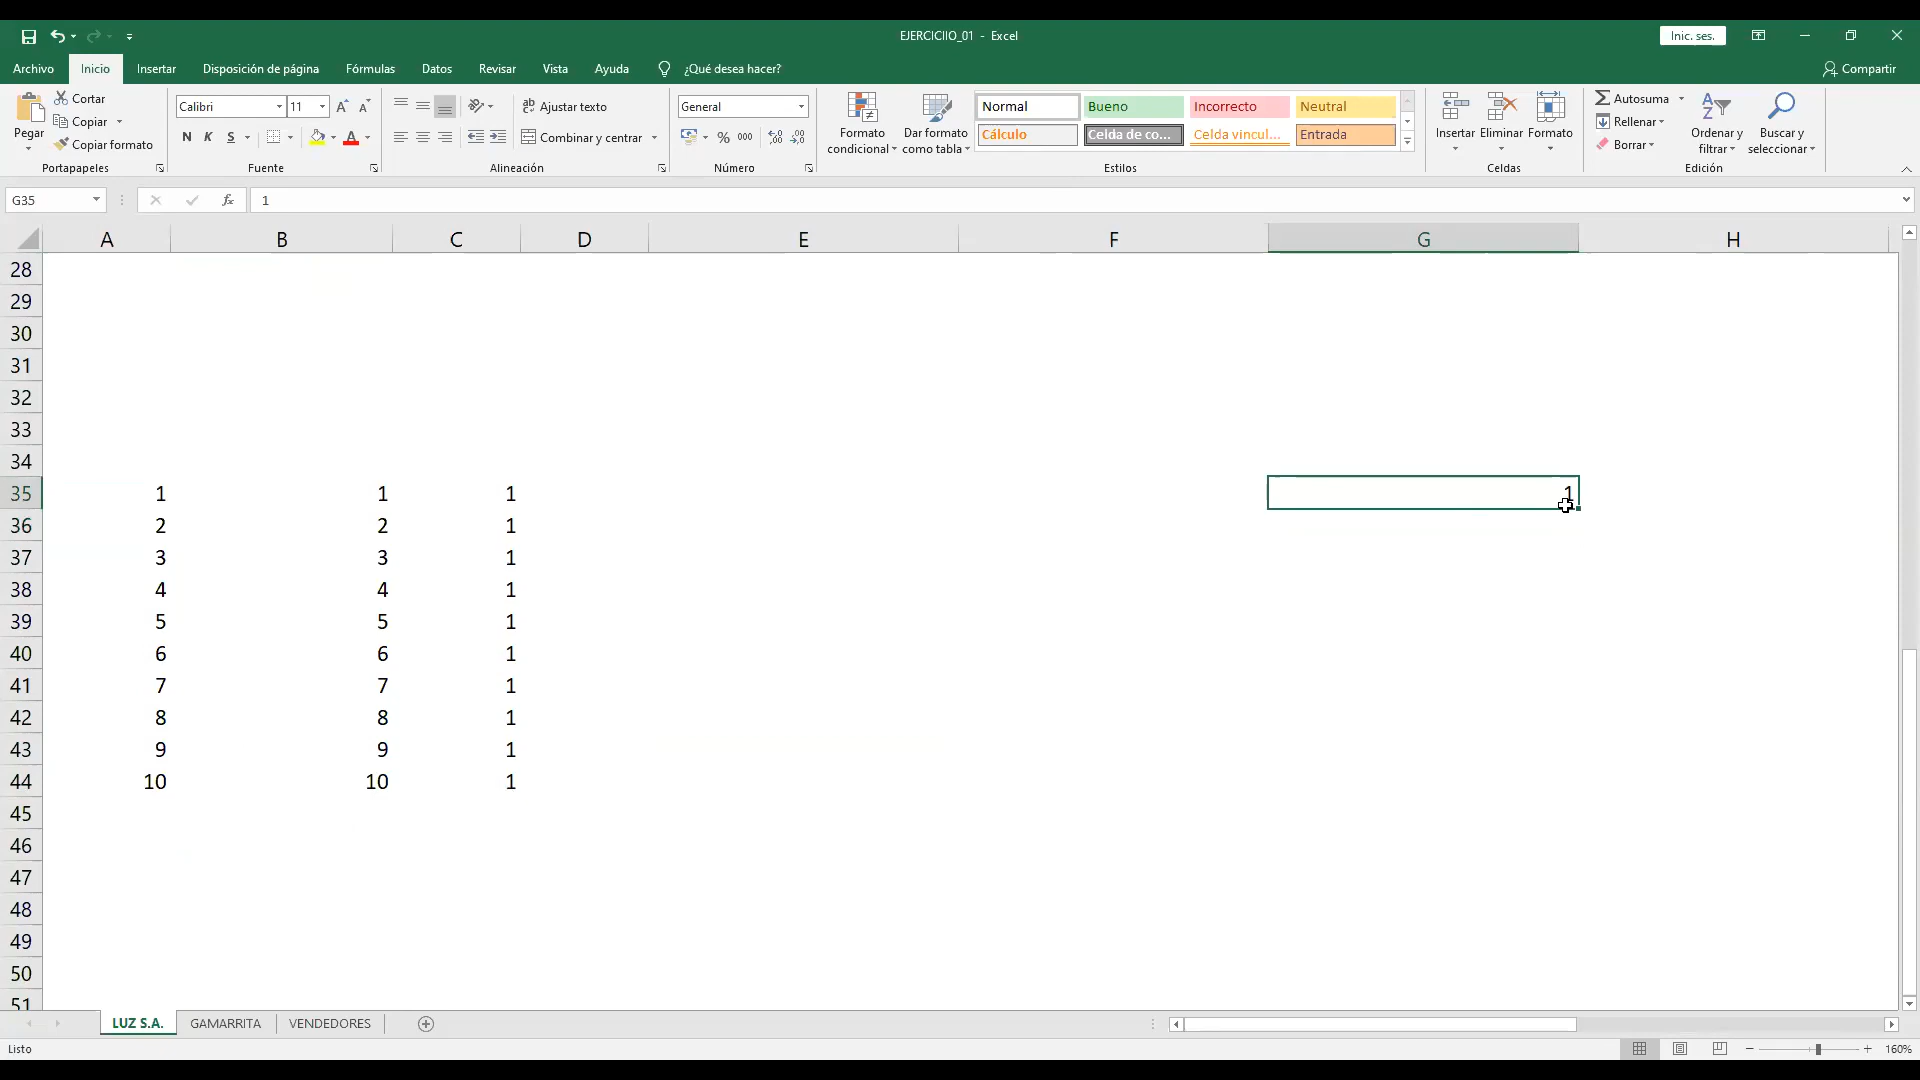 EJERCICIIO_01 - Excel
Inic. ses.
Archivo Inicio Insertar Disposición de página Fórmulas Datos Revisar Vista Ayuda ¿Qué desea hacer? Compartir
Pegar
Cortar
Copiar
Copiar formato
Portapapeles
Calibri 11
N K S
Fuente
Ajustar texto
Combinar y centrar
Alineación
General
% 000
Número
Formato condicional
Dar formato como tabla
Normal Bueno Incorrecto Neutral
Cálculo Celda de co... Celda vincul... Entrada
Estilos
Insertar Eliminar Formato
Celdas
Autosuma
Rellenar
Borrar
Ordenar y filtrar
Buscar y seleccionar
Edición
G35 fx 1
A B C D E F G H
28
29
30
31
32
33
34
35 1 1 1 1
36 2 2 1
37 3 3 1
38 4 4 1
39 5 5 1
40 6 6 1
41 7 7 1
42 8 8 1
43 9 9 1
44 10 10 1
45
46
47
48
49
50
51
LUZ S.A. GAMARRITA VENDEDORES
Listo 160%